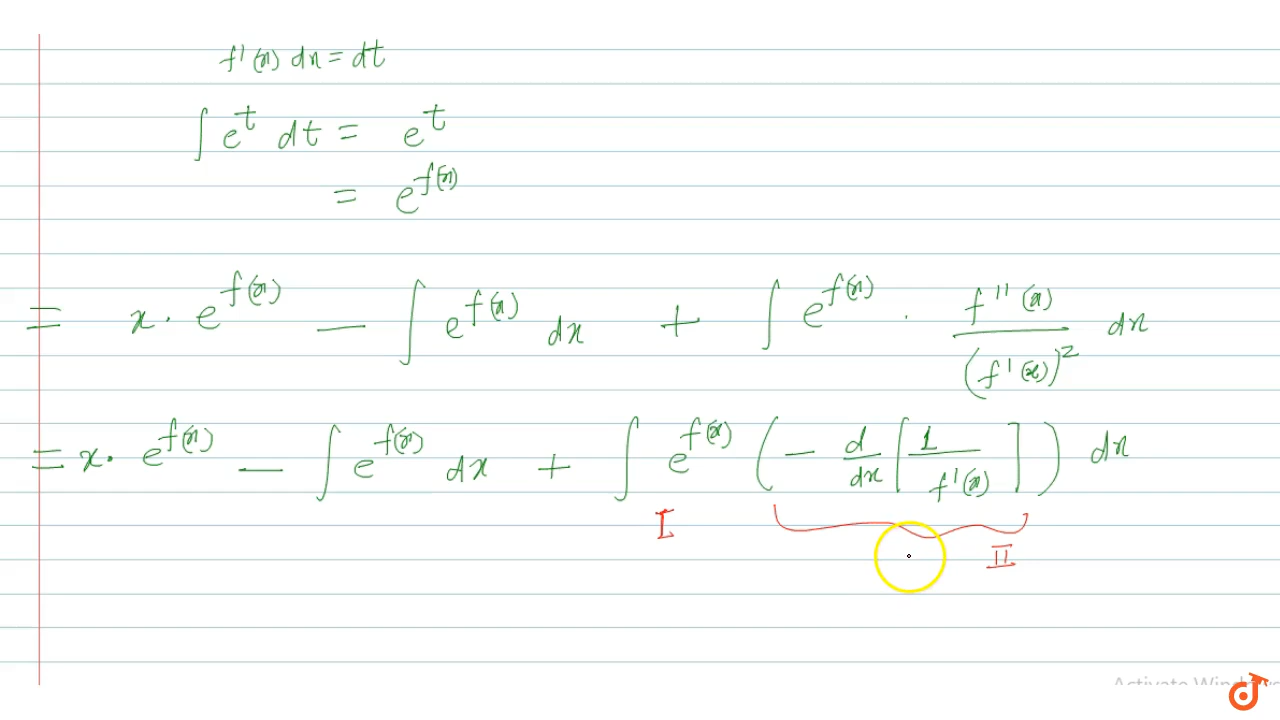 f'(x) dx = dt
∫ e^t dt = e^t
= e^f(x)
= x · e^f(x) − ∫ e^f(x) dx + ∫ e^f(x) · f''(x)/(f'(x))^2 dx
= x · e^f(x) − ∫ e^f(x) dx + ∫ e^f(x) (− d/dx [1/f'(x)]) dx
I
II